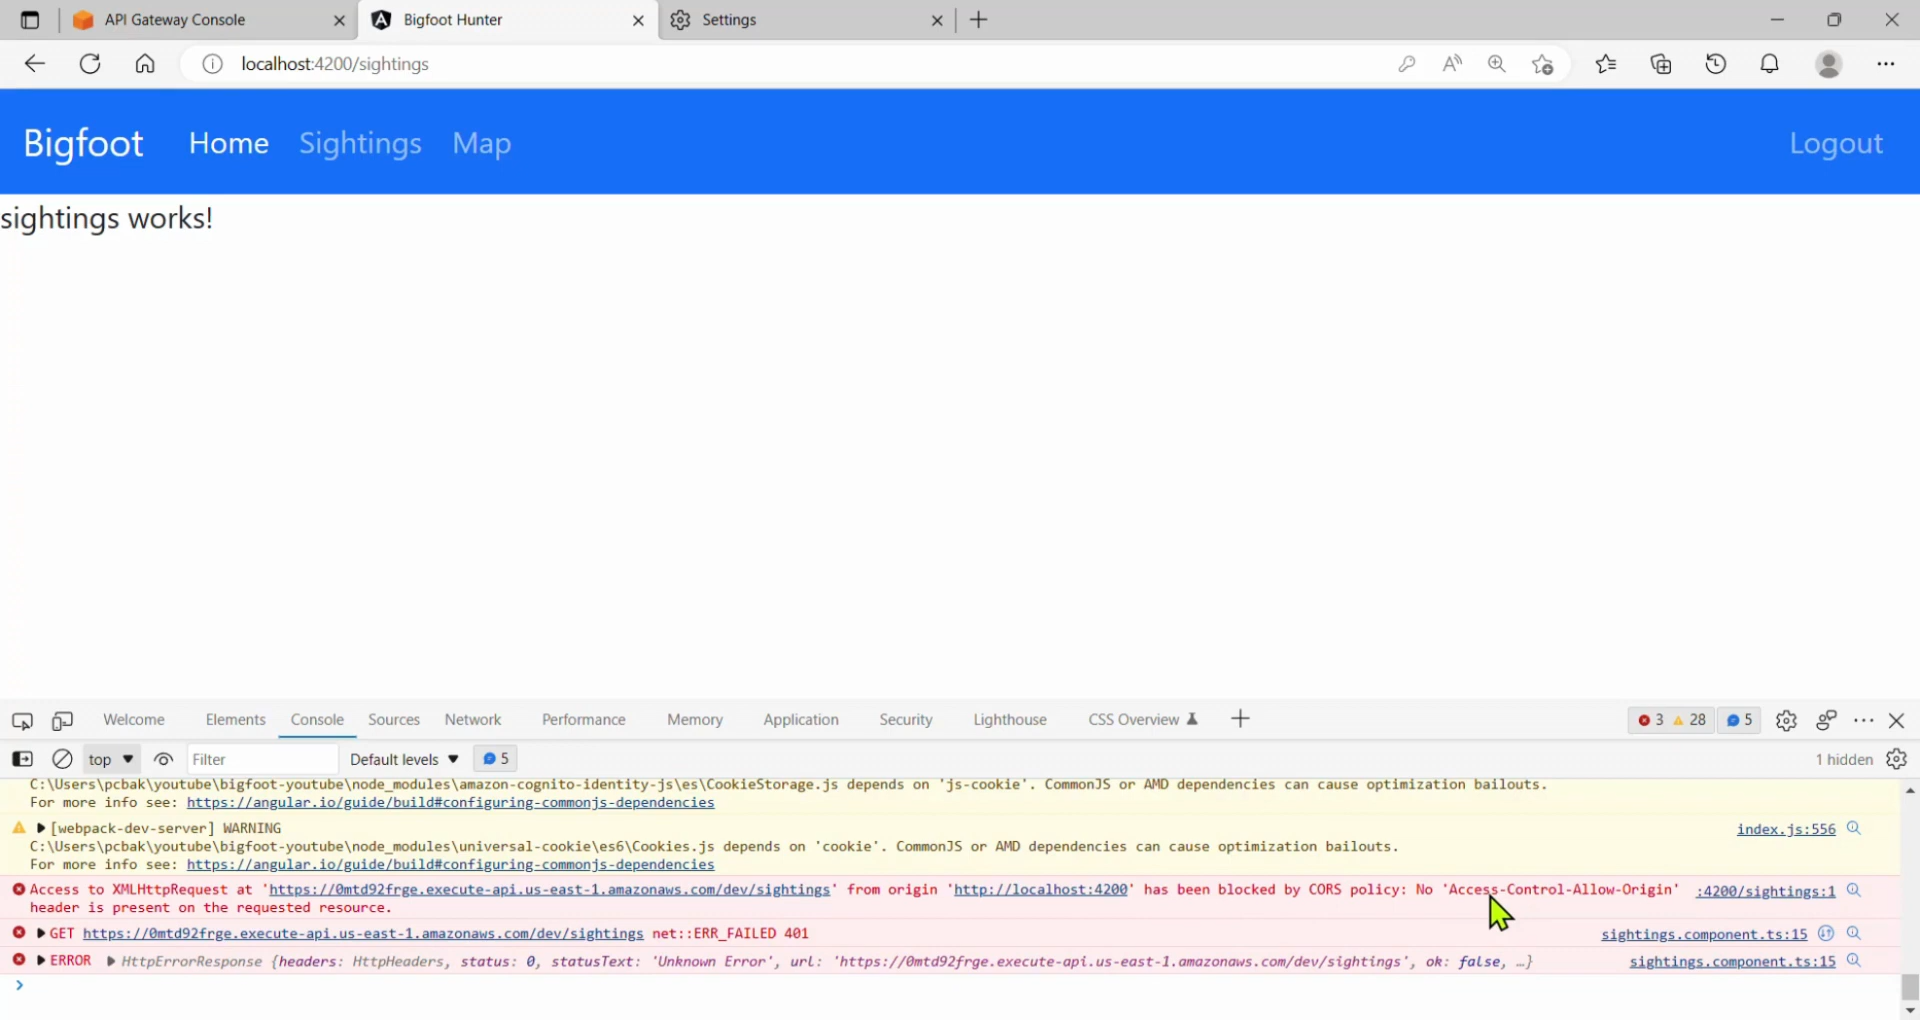 API Gateway Console
Bigfoot Hunter
Settings
localhost:4200/sightings
Bigfoot Home Sightings Map Logout
sightings works!
Welcome Elements Console Sources Network Performance Memory Application Security Lighthouse CSS Overview 3 28 5
top Filter Default levels 5 1 hidden
C:\Users\pcbak\youtube\bigfoot-youtube\node_modules\amazon-cognito-identity-js\es\CookieStorage.js depends on 'js-cookie'. CommonJS or AMD dependencies can cause optimization bailouts.
For more info see: https://angular.io/guide/build#configuring-commonjs-dependencies
[webpack-dev-server] WARNING index.js:556
C:\Users\pcbak\youtube\bigfoot-youtube\node_modules\universal-cookie\es6\Cookies.js depends on 'cookie'. CommonJS or AMD dependencies can cause optimization bailouts.
For more info see: https://angular.io/guide/build#configuring-commonjs-dependencies
Access to XMLHttpRequest at 'https://0mtd92frge.execute-api.us-east-1.amazonaws.com/dev/sightings' from origin 'http://localhost:4200' has been blocked by CORS policy: No 'Access-Control-Allow-Origin' :4200/sightings:1
header is present on the requested resource.
GET https://0mtd92frge.execute-api.us-east-1.amazonaws.com/dev/sightings net::ERR_FAILED 401 sightings.component.ts:15
ERROR HttpErrorResponse {headers: HttpHeaders, status: 0, statusText: 'Unknown Error', url: 'https://0mtd92frge.execute-api.us-east-1.amazonaws.com/dev/sightings', ok: false, …} sightings.component.ts:15